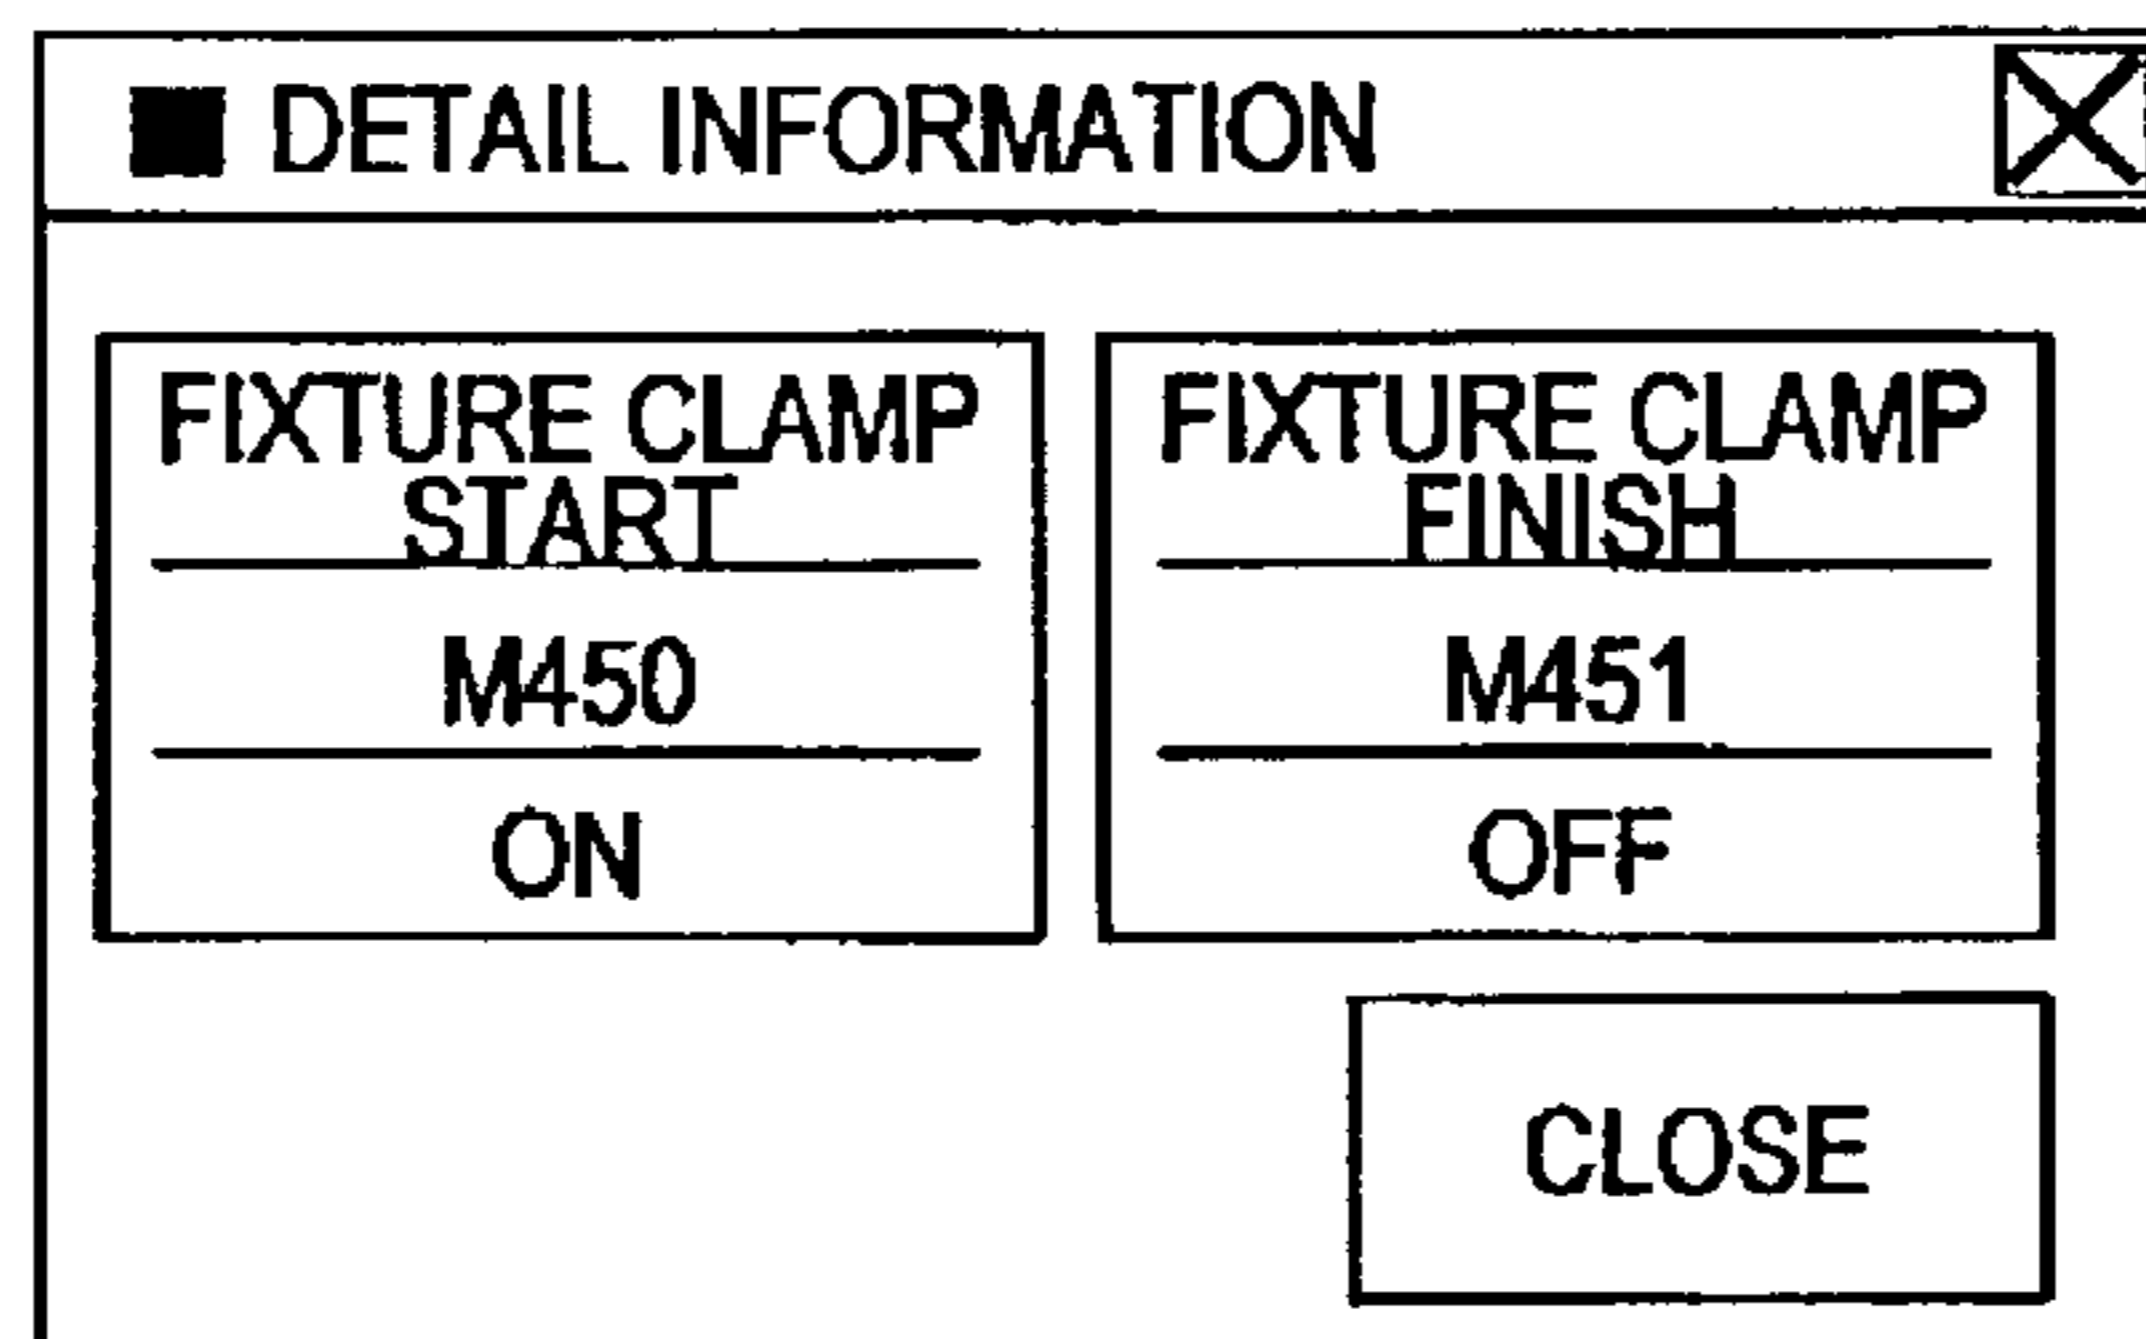 DETAIL INFORMATION
FIXTURE CLAMP
START
M450
ON
FIXTURE CLAMP
FINISH
M451
OFF
CLOSE